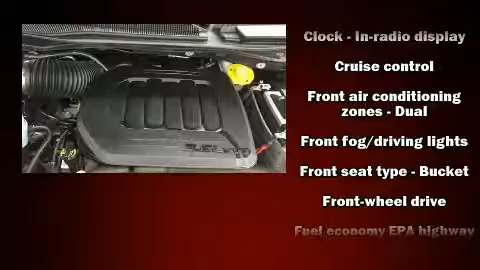 Clock - In-radio display
Cruise control
Front air conditioning
zones - Dual
Front fog/driving lights
Front seat type - Bucket
Front-wheel drive
Fuel economy EPA highway